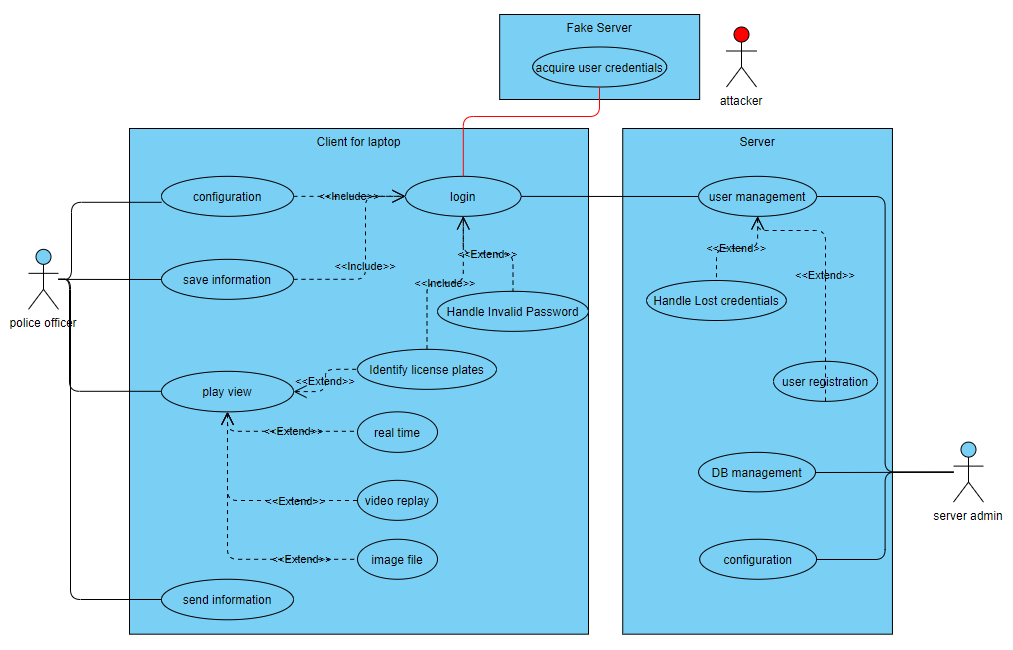 Fake Server
acquire user credentials
attacker
Client for laptop
Server
configuration
<<Include>>
login
user management
<<Extend>>
<<Extend>>
<<Include>>
<<Extend>>
save information
<<Include>>
Handle Lost credentials
Handle Invalid Password
police officer
Identify license plates
<<Extend>>
play view
user registration
<<Extend>>
real time
DB management
<<Extend>>
video replay
server admin
<<Extend>>
image file
configuration
send information